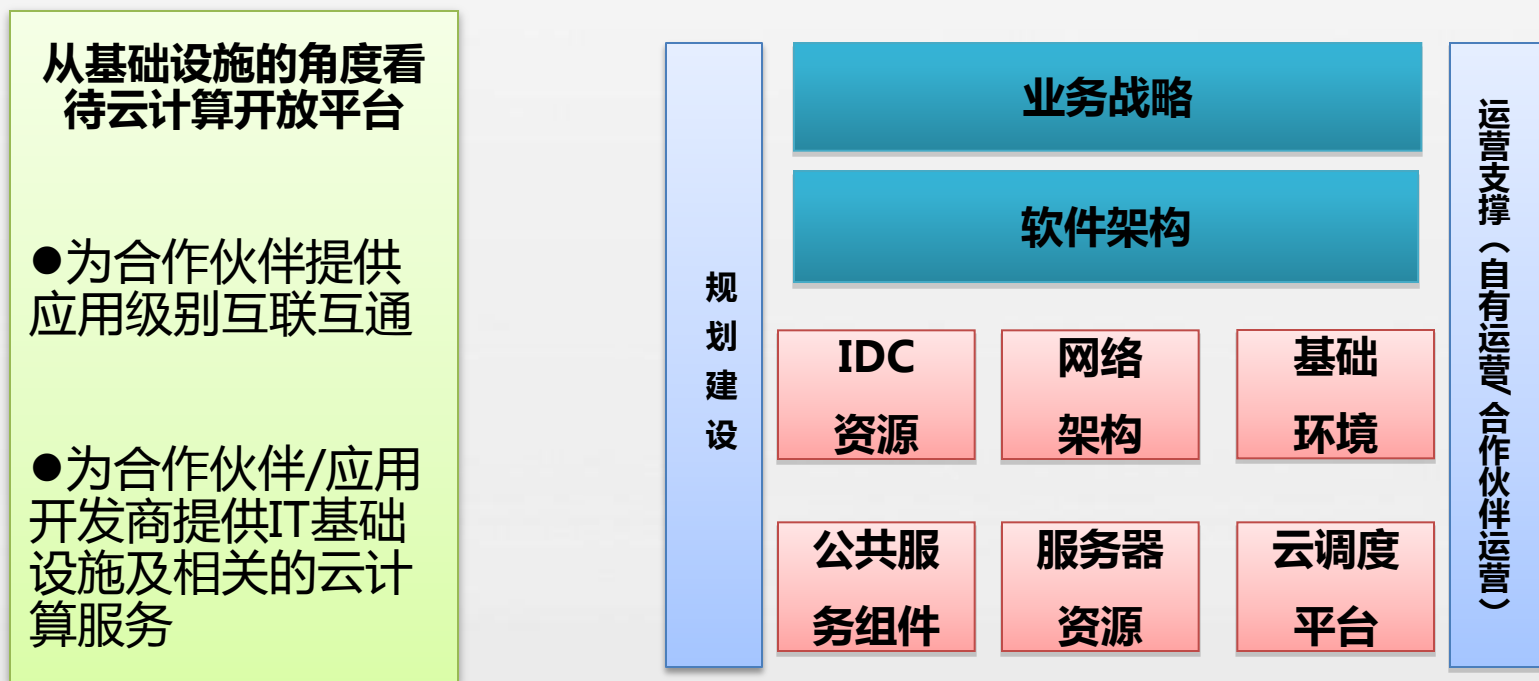 从基础设施的角度看
待云计算开放平台
●为合作伙伴提供
应用级别互联互通
●为合作伙伴/应用
开发商提供IT基础
设施及相关的云计
算服务
规划建设
业务战略
软件架构
IDC
资源
网络
架构
基础
环境
公共服
务组件
服务器
资源
云调度
平台
运营支撑（自有运营/合作伙伴运营）